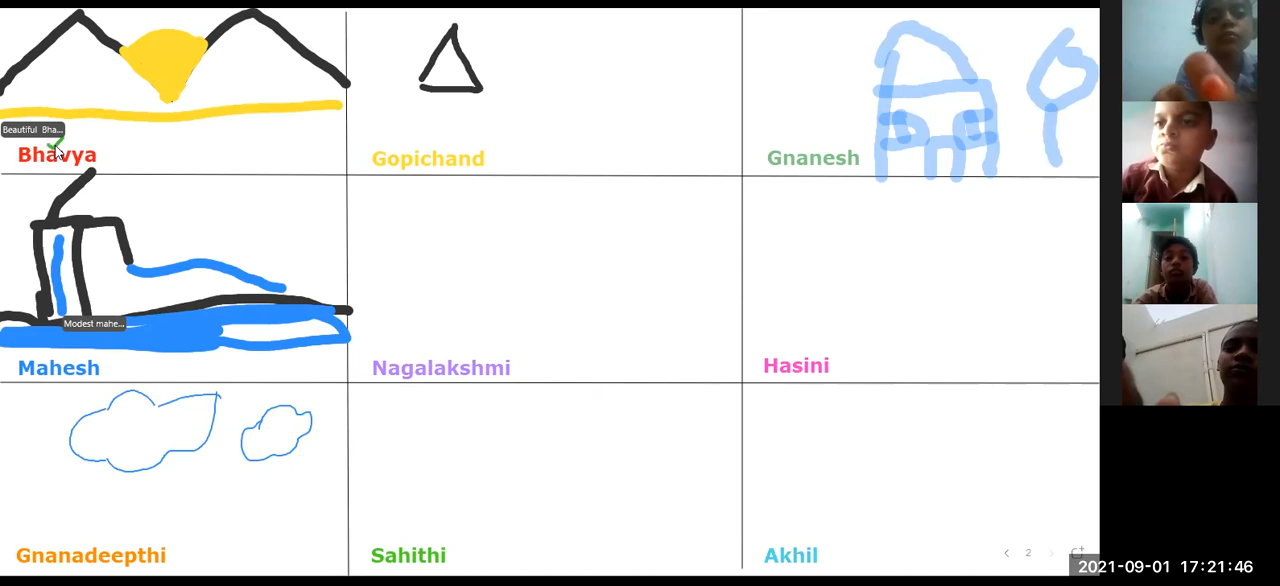 Beautiful Bha...
Bhavya
Gopichand
Gnanesh
Modest mahe...
Mahesh
Nagalakshmi
Hasini
Gnanadeepthi
Sahithi
Akhil
2
2021-09-01 17:21:46